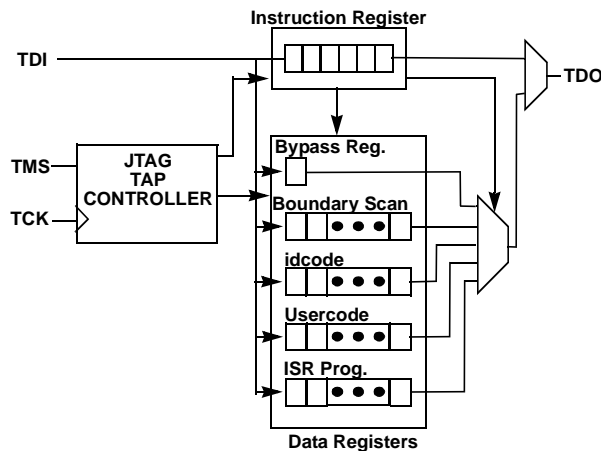 Instruction Register
TDI
TDO
TMS
JTAG
TAP
CONTROLLER
TCK
Bypass Reg.
Boundary Scan
idcode
Usercode
ISR Prog.
Data Registers